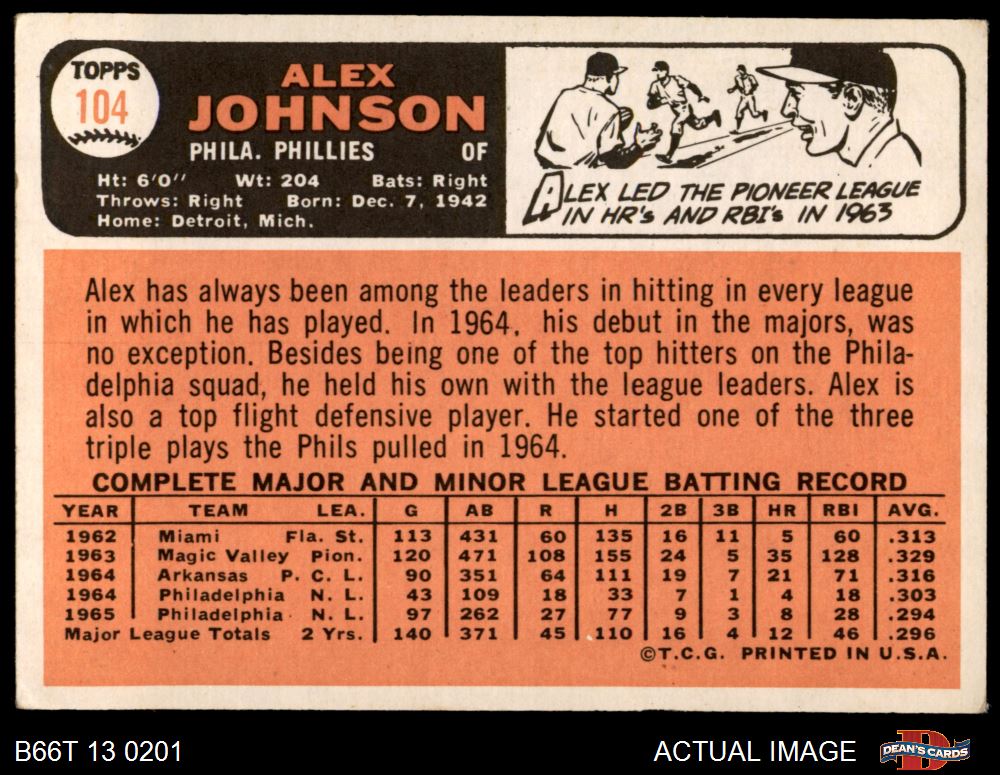 TOPPS
104
ALEX
JOHNSON
PHILA. PHILLIES OF
Ht: 6'0" Wt: 204 Bats: Right
Throws: Right Born: Dec. 7, 1942
Home: Detroit, Mich.
ALEX LED THE PIONEER LEAGUE
IN HR's AND RBI's IN 1963
Alex has always been among the leaders in hitting in every league
in which he has played. In 1964, his debut in the majors, was
no exception. Besides being one of the top hitters on the Phila-
delphia squad, he held his own with the league leaders. Alex is
also a top flight defensive player. He started one of the three
triple plays the Phils pulled in 1964.
COMPLETE MAJOR AND MINOR LEAGUE BATTING RECORD
YEAR TEAM LEA. G AB R H 2B 3B HR RBI AVG.
1962 Miami Fla. St. 113 431 60 135 16 11 5 60 .313
1963 Magic Valley Pion. 120 471 108 155 24 5 35 128 .329
1964 Arkansas P. C. L. 90 351 64 111 19 7 21 71 .316
1964 Philadelphia N. L. 43 109 18 33 7 1 4 18 .303
1965 Philadelphia N. L. 97 262 27 77 9 3 8 28 .294
Major League Totals 2 Yrs. 140 371 45 110 16 4 12 46 .296
©T.C.G. PRINTED IN U.S.A.
B66T 13 0201 ACTUAL IMAGE DEAN'S CARDS